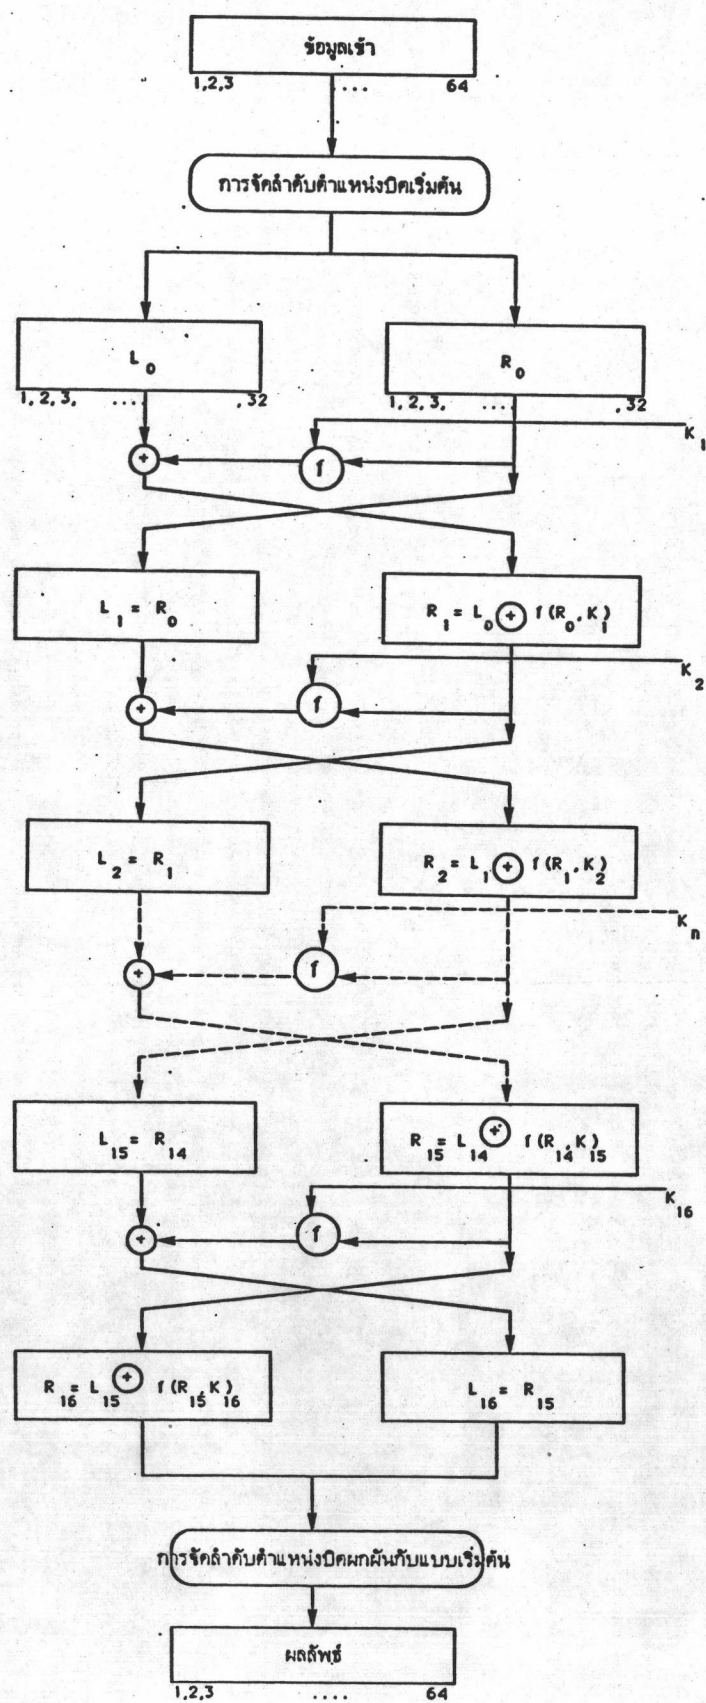 ข้อมูลเข้า
1,2,3 .... 64
การจัดลำดับตำแหน่งบิตเริ่มต้น
L₀ R₀
1, 2, 3, .... , 32 1, 2, 3, .... , 32
K₁
+ f
L₁ = R₀ R₁ = L₀ ⊕ f(R₀, K₁)
K₂
+ f
L₂ = R₁ R₂ = L₁ ⊕ f(R₁, K₂)
Kₙ
+ f
L₁₅ = R₁₄ R₁₅ = L₁₄ ⊕ f(R₁₄, K₁₅)
K₁₆
+ f
R₁₆ = L₁₅ ⊕ f(R₁₅, K₁₆) L₁₆ = R₁₅
การจัดลำดับตำแหน่งบิตผกผันกับแบบเริ่มต้น
ผลลัพธ์
1,2,3 .... 64